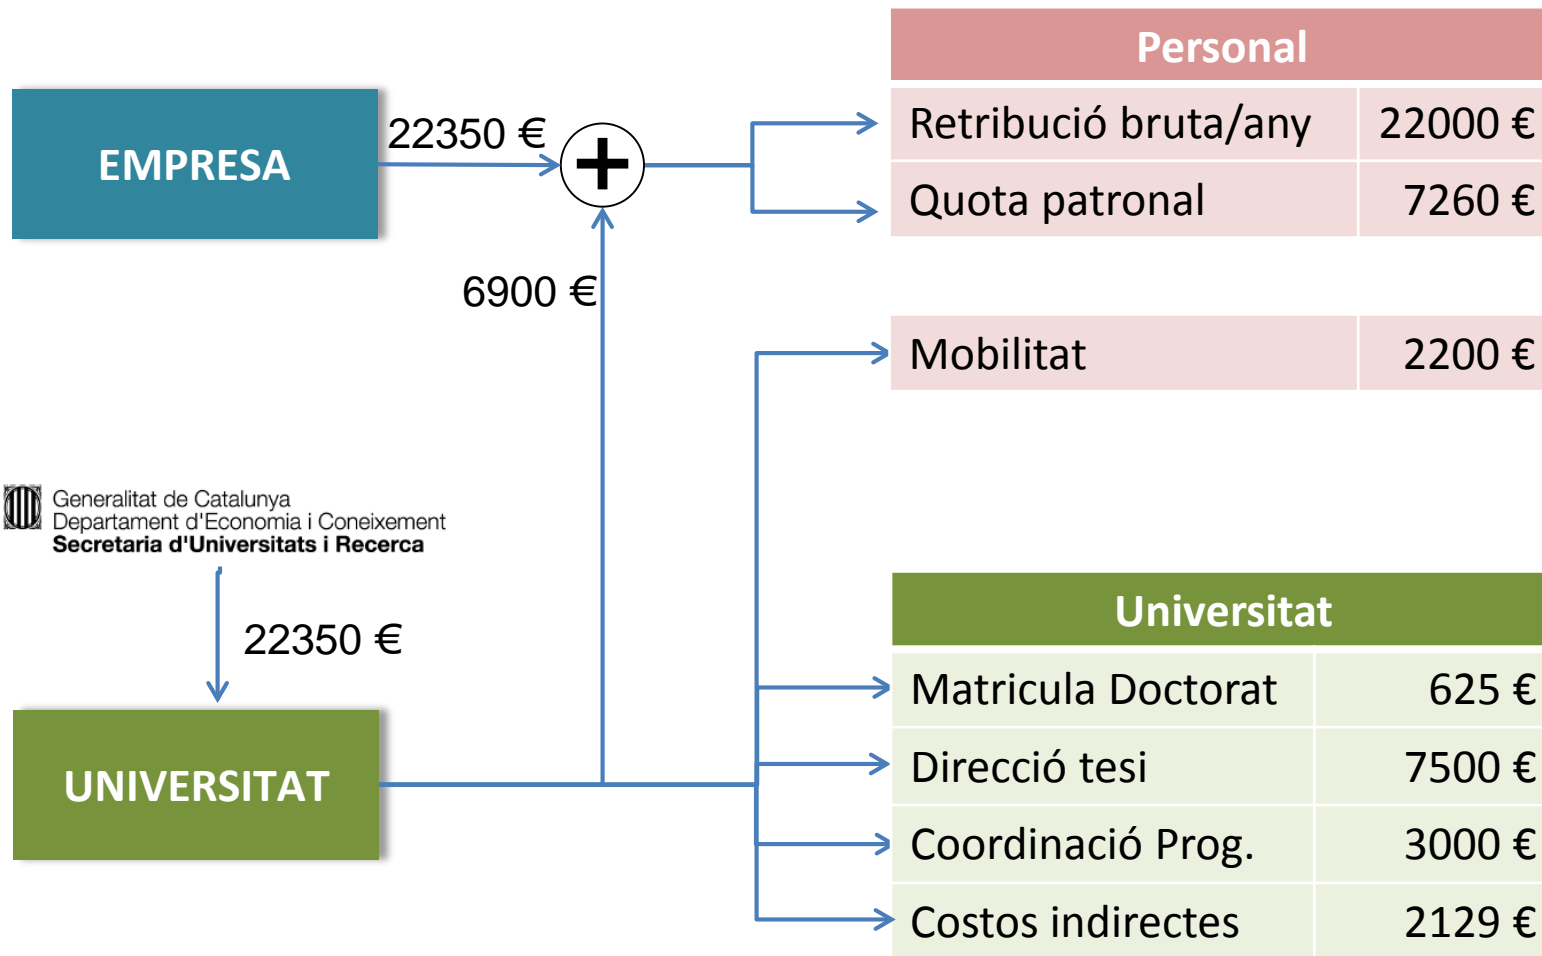 Personal
Retribució bruta/any 22000 €
Quota patronal 7260 €
EMPRESA
22350 €
+
6900 €
Mobilitat 2200 €
Generalitat de Catalunya
Departament d'Economia i Coneixement
Secretaria d'Universitats i Recerca
22350 €
UNIVERSITAT
Universitat
Matricula Doctorat 625 €
Direcció tesi 7500 €
Coordinació Prog. 3000 €
Costos indirectes 2129 €